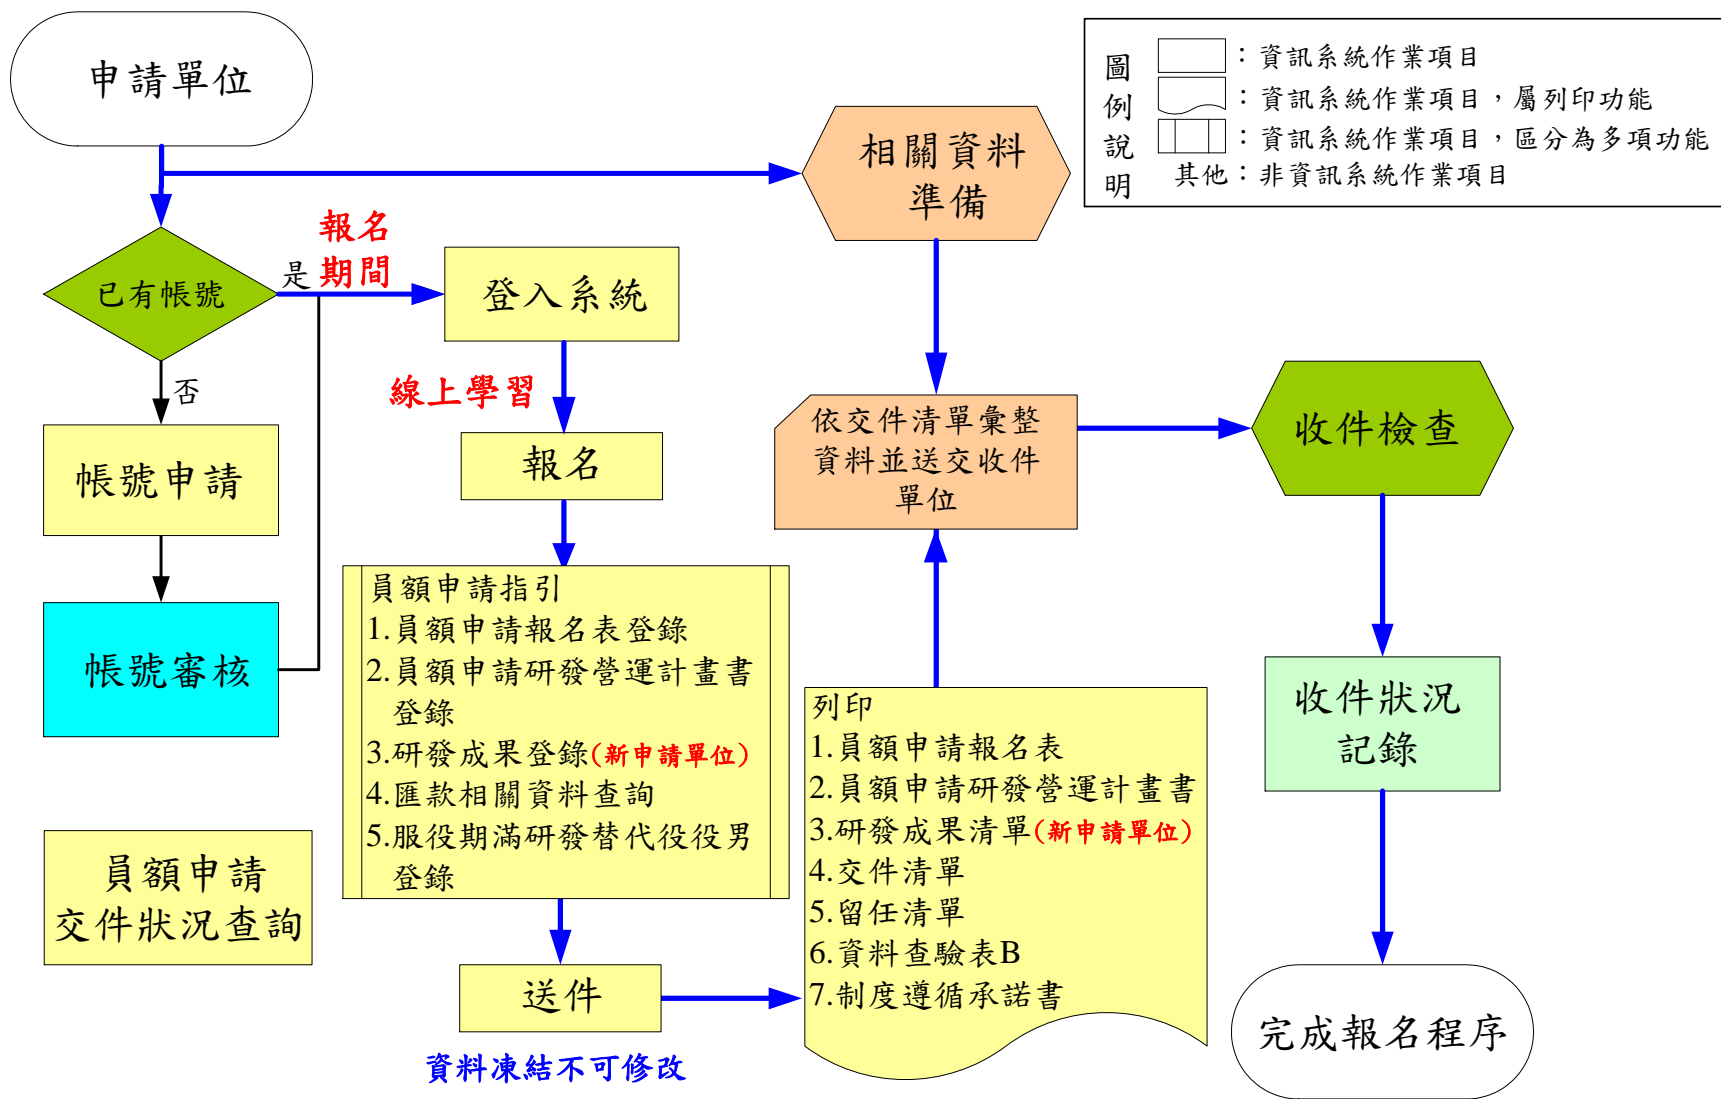 申請單位
圖例說明
：資訊系統作業項目
：資訊系統作業項目，屬列印功能
：資訊系統作業項目，區分為多項功能
其他：非資訊系統作業項目
相關資料
準備
已有帳號
是
報名
期間
登入系統
否
線上學習
帳號申請
報名
依交件清單彙整
資料並送交收件
單位
收件檢查
帳號審核
員額申請指引
1.員額申請報名表登錄
2.員額申請研發營運計畫書
登錄
3.研發成果登錄(新申請單位)
4.匯款相關資料查詢
5.服役期滿研發替代役役男
登錄
收件狀況
記錄
列印
1.員額申請報名表
2.員額申請研發營運計畫書
3.研發成果清單(新申請單位)
4.交件清單
5.留任清單
6.資料查驗表B
7.制度遵循承諾書
員額申請
交件狀況查詢
送件
資料凍結不可修改
完成報名程序